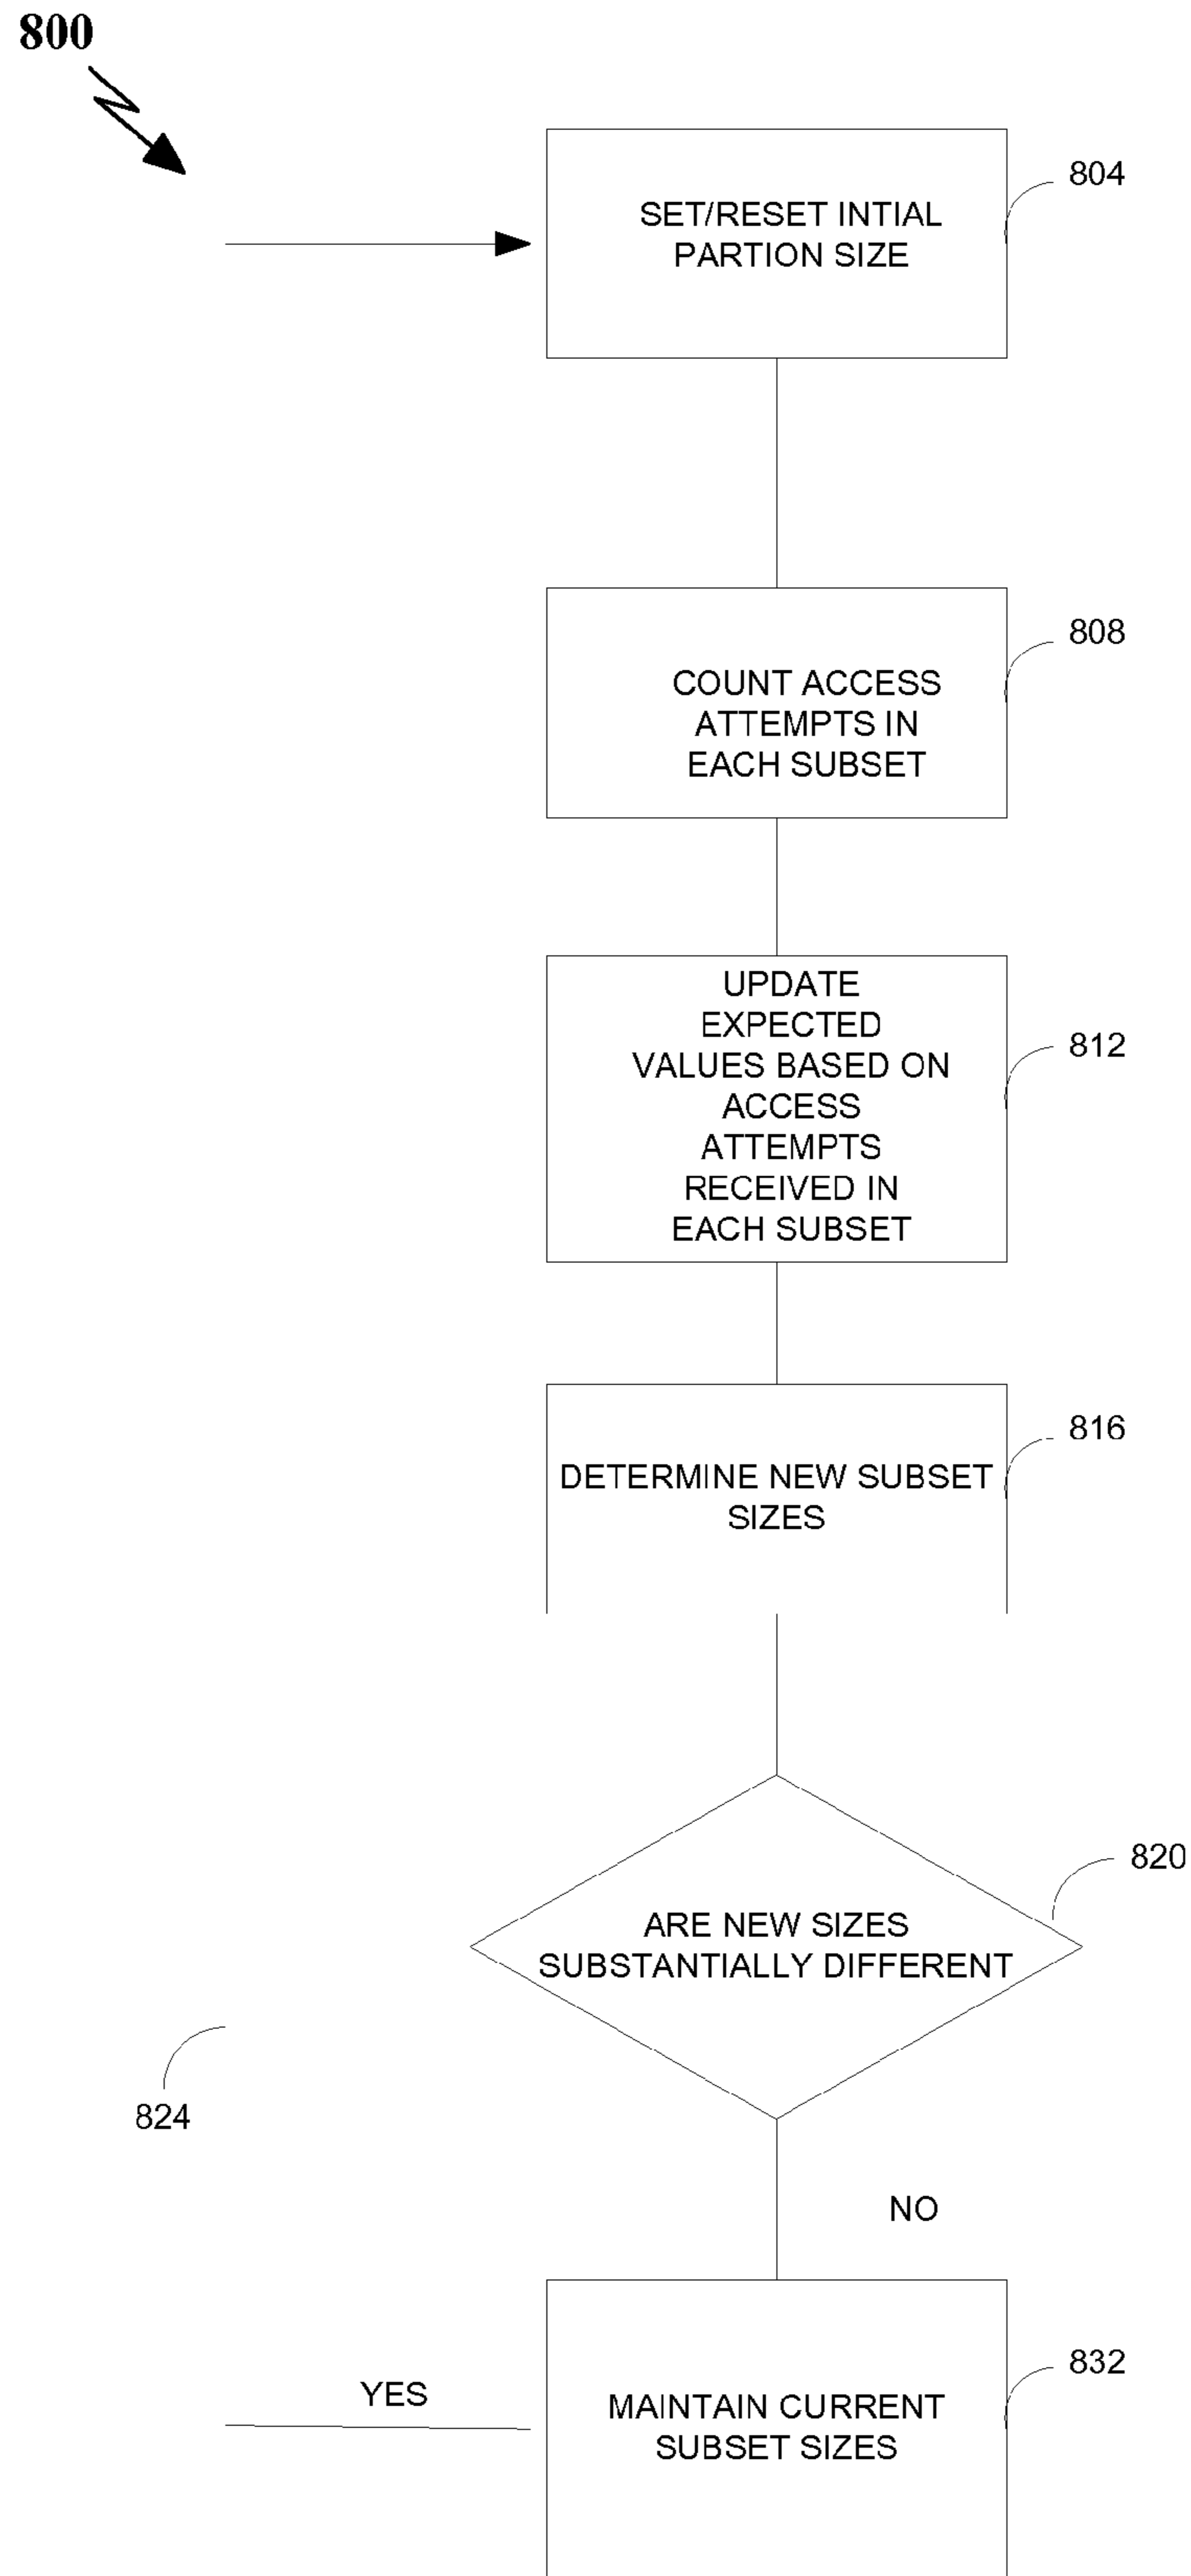 800
804
SET/RESET INTIAL
PARTION SIZE
808
COUNT ACCESS
ATTEMPTS IN
EACH SUBSET
812
UPDATE
EXPECTED
VALUES BASED ON
ACCESS
ATTEMPTS
RECEIVED IN
EACH SUBSET
816
DETERMINE NEW SUBSET
SIZES
820
ARE NEW SIZES
SUBSTANTIALLY DIFFERENT
824
NO
832
YES
MAINTAIN CURRENT
SUBSET SIZES